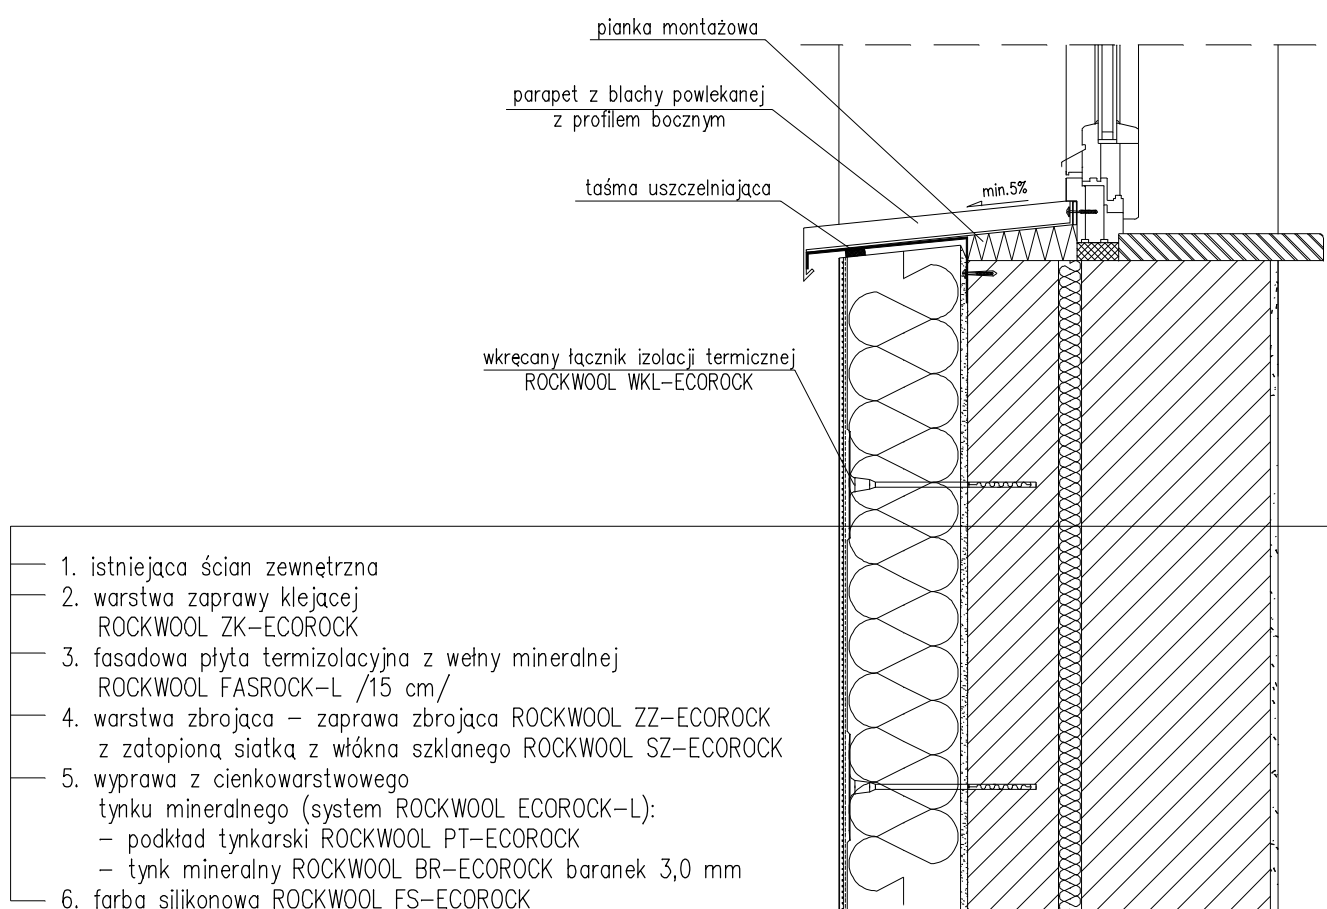 pianka montażowa
parapet z blachy powlekanej
z profilem bocznym
taśma uszczelniająca
min.5%
wkręcany łącznik izolacji termicznej
ROCKWOOL WKL-ECOROCK
1. istniejąca ścian zewnętrzna
2. warstwa zaprawy klejącej
ROCKWOOL ZK-ECOROCK
3. fasadowa płyta termizolacyjna z wełny mineralnej
ROCKWOOL FASROCK-L /15 cm/
4. warstwa zbrojąca - zaprawa zbrojąca ROCKWOOL ZZ-ECOROCK
z zatopioną siatką z włókna szklanego ROCKWOOL SZ-ECOROCK
5. wyprawa z cienkowarstwowego
tynku mineralnego (system ROCKWOOL ECOROCK-L):
- podkład tynkarski ROCKWOOL PT-ECOROCK
- tynk mineralny ROCKWOOL BR-ECOROCK baranek 3,0 mm
6. farba silikonowa ROCKWOOL FS-ECOROCK